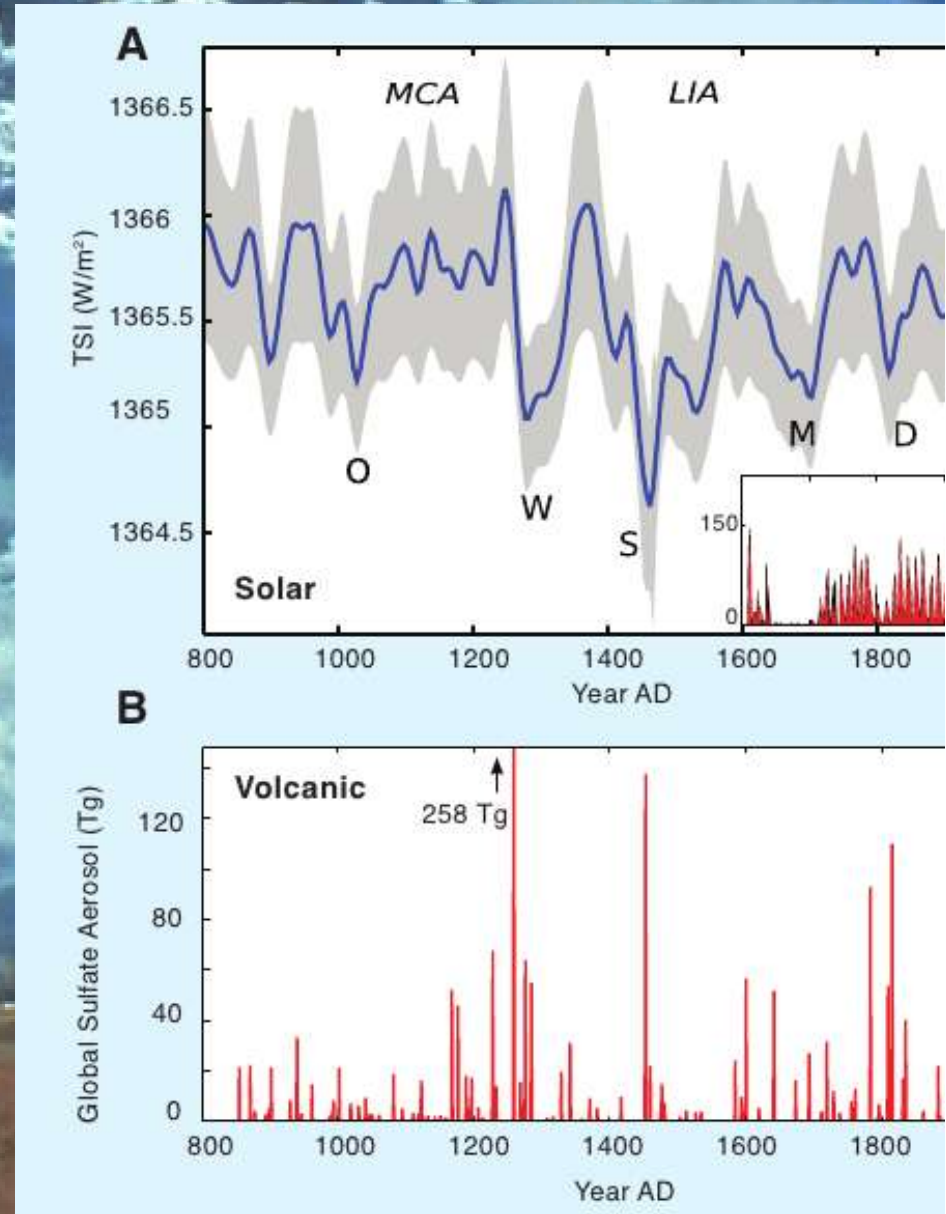 A
MCA
LIA
1366.5
1366
1365.5
1365
1364.5
TSI (W/m²)
O
W
S
M
D
150
0
Solar
800 1000 1200 1400 1600 1800
Year AD
B
Volcanic
258 Tg
120
80
40
0
Global Sulfate Aerosol (Tg)
800 1000 1200 1400 1600 1800
Year AD